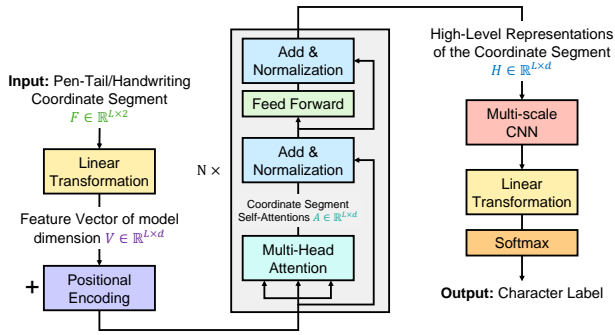 Input: Pen-Tail/Handwriting
Coordinate Segment
F ∈ ℝ^{L×2}
Linear
Transformation
Feature Vector of model
dimension V ∈ ℝ^{L×d}
+
Positional
Encoding
N ×
Add &
Normalization
Feed Forward
Add &
Normalization
Coordinate Segment
Self-Attentions A ∈ ℝ^{L×d}
Multi-Head
Attention
High-Level Representations
of the Coordinate Segment
H ∈ ℝ^{L×d}
Multi-scale
CNN
Linear
Transformation
Softmax
Output: Character Label